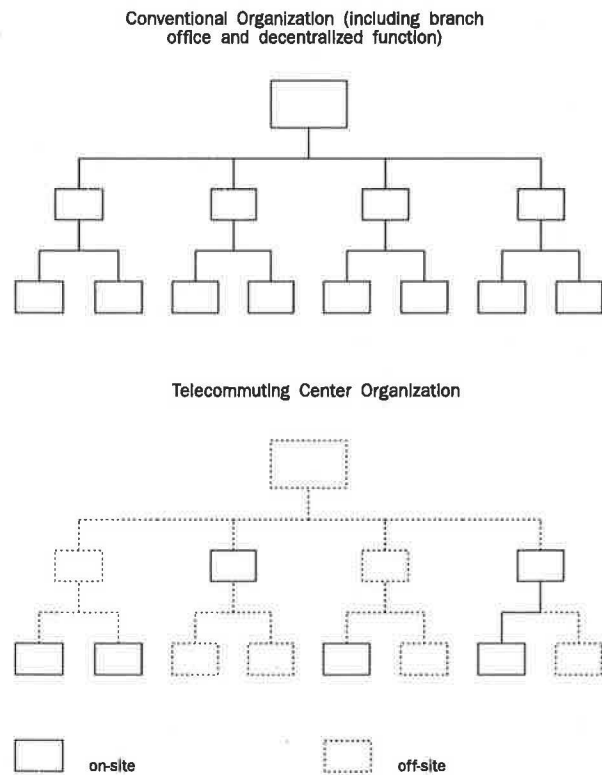 Conventional Organization (including branch
office and decentralized function)
Telecommuting Center Organization
on-site
off-site